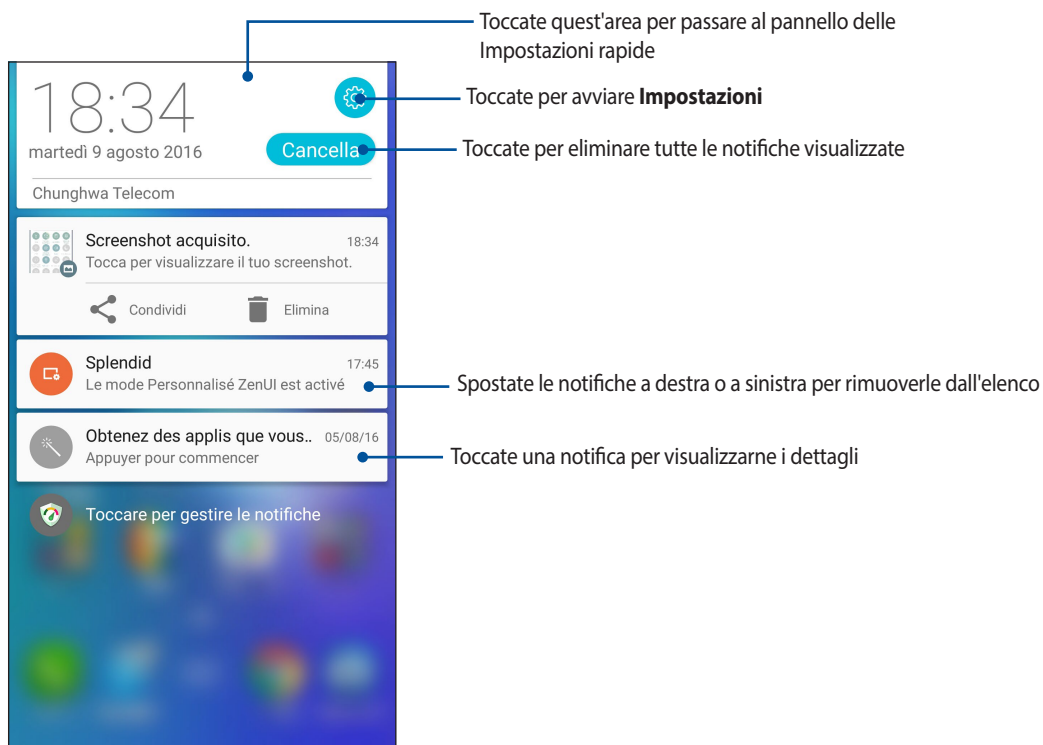 Toccate quest'area per passare al pannello delle
Impostazioni rapide
18:34
Toccate per avviare Impostazioni
martedì 9 agosto 2016
Cancella
Toccate per eliminare tutte le notifiche visualizzate
Chunghwa Telecom
Screenshot acquisito.
18:34
Tocca per visualizzare il tuo screenshot.
Condividi
Elimina
Splendid
17:45
Le mode Personnalisé ZenUI est activé
Spostate le notifiche a destra o a sinistra per rimuoverle dall'elenco
Obtenez des applis que vous..
05/08/16
Appuyer pour commencer
Toccate una notifica per visualizzarne i dettagli
Toccare per gestire le notifiche